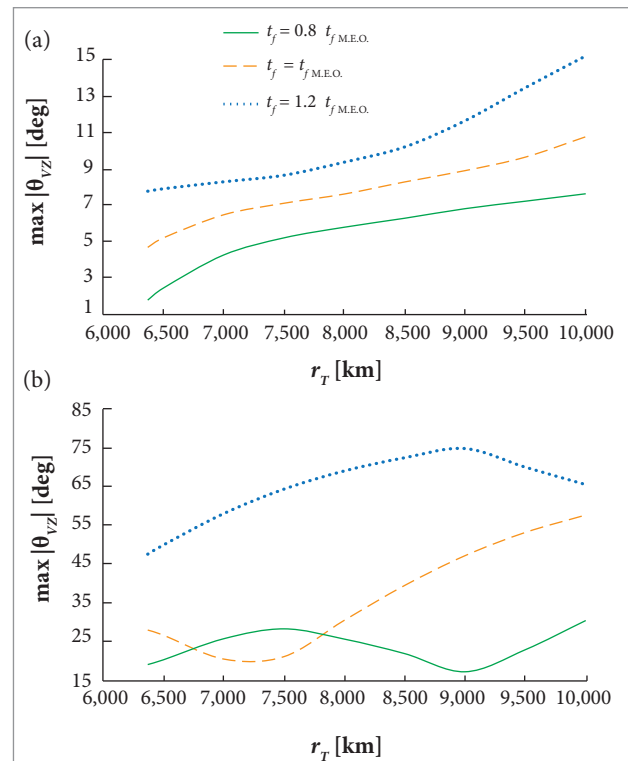 (a)
t_f = 0.8 t_f M.E.O.
t_f = t_f M.E.O.
t_f = 1.2 t_f M.E.O.
max |θ_VZ| [deg]
15
13
11
9
7
5
3
1
6,000 6,500 7,000 7,500 8,000 8,500 9,000 9,500 10,000
r_T [km]
(b)
max |θ_VZ| [deg]
85
75
65
55
45
35
25
15
6,000 6,500 7,000 7,500 8,000 8,500 9,000 9,500 10,000
r_T [km]